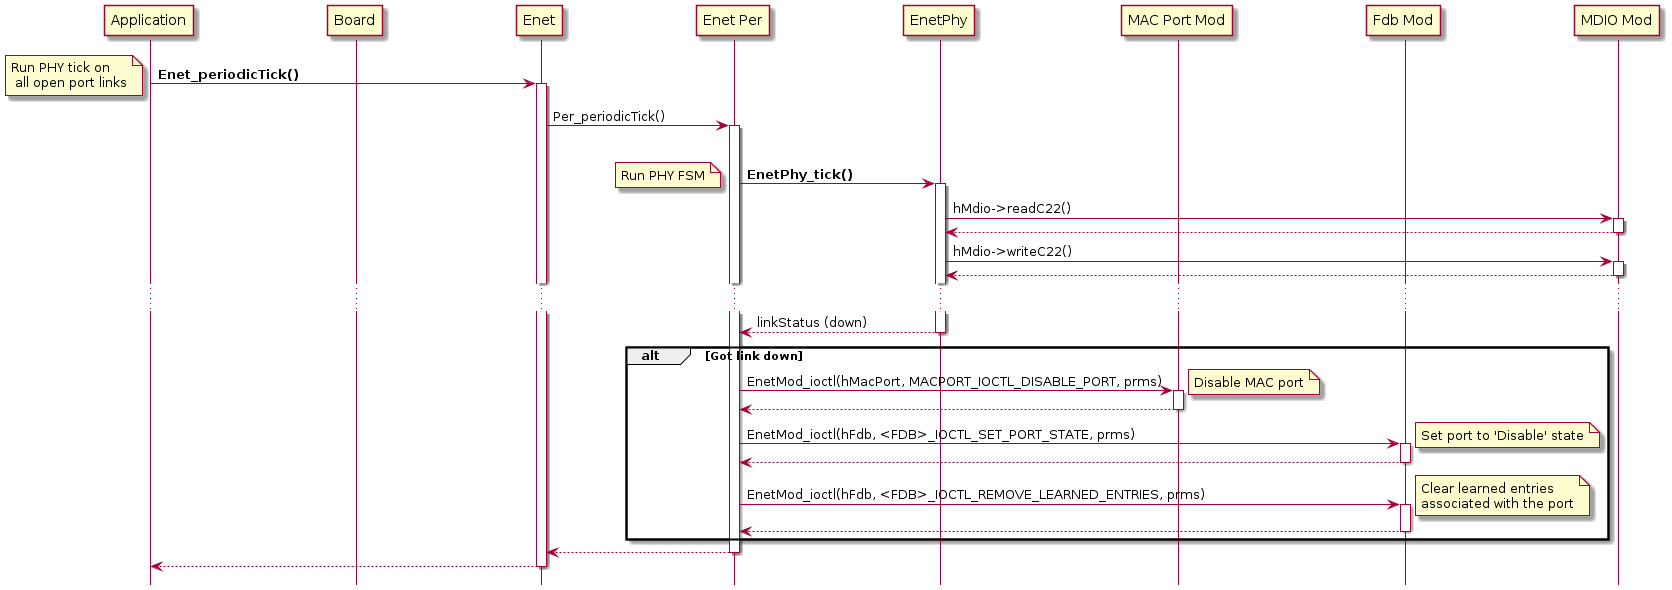 Application
Board
Enet
Enet Per
EnetPhy
MAC Port Mod
Fdb Mod
MDIO Mod
Run PHY tick on
all open port links
Enet_periodicTick()
Per_periodicTick()
Run PHY FSM
EnetPhy_tick()
hMdio->readC22()
hMdio->writeC22()
linkStatus (down)
alt
[Got link down]
EnetMod_ioctl(hMacPort, MACPORT_IOCTL_DISABLE_PORT, prms)
Disable MAC port
EnetMod_ioctl(hFdb, <FDB>_IOCTL_SET_PORT_STATE, prms)
Set port to 'Disable' state
EnetMod_ioctl(hFdb, <FDB>_IOCTL_REMOVE_LEARNED_ENTRIES, prms)
Clear learned entries
associated with the port